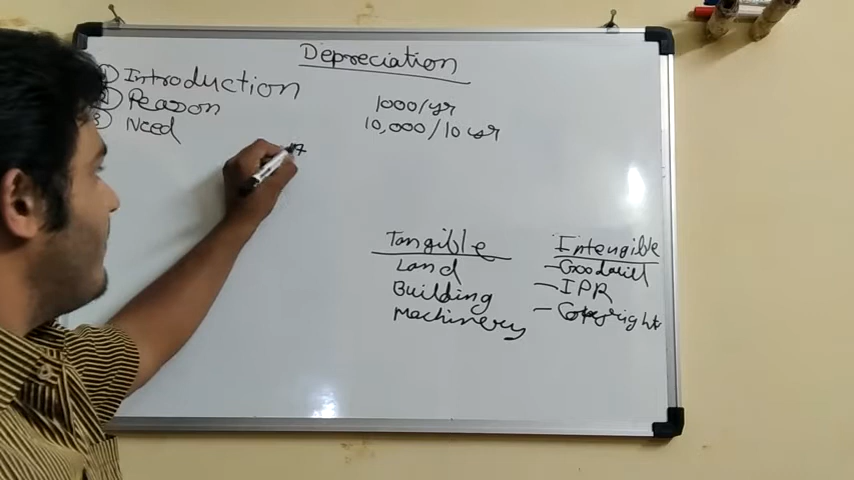 Depreciation
① Introduction
② Reason
③ Need
1000/yr
10,000/10 yr
Tangible
Land
Building
Machinery
Intengible
- Goodwill
- IPR
- Copyright